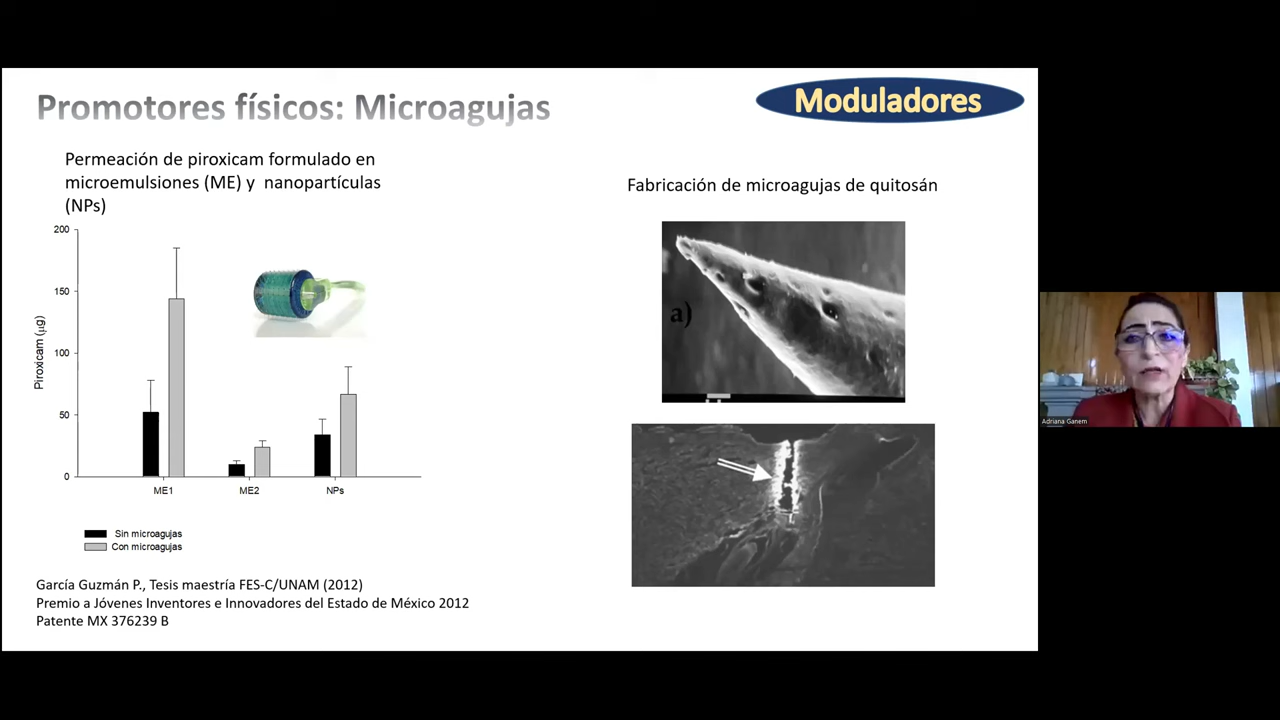 Promotores físicos: Microagujas
Moduladores
Permeación de piroxicam formulado en
microemulsiones (ME) y nanopartículas
(NPs)
200
150
100
50
0
Piroxicam (μg)
ME1
ME2
NPs
Sin microagujas
Con microagujas
García Guzmán P., Tesis maestría FES-C/UNAM (2012)
Premio a Jóvenes Inventores e Innovadores del Estado de México 2012
Patente MX 376239 B
Fabricación de microagujas de quitosán
a)
Adriana Ganem